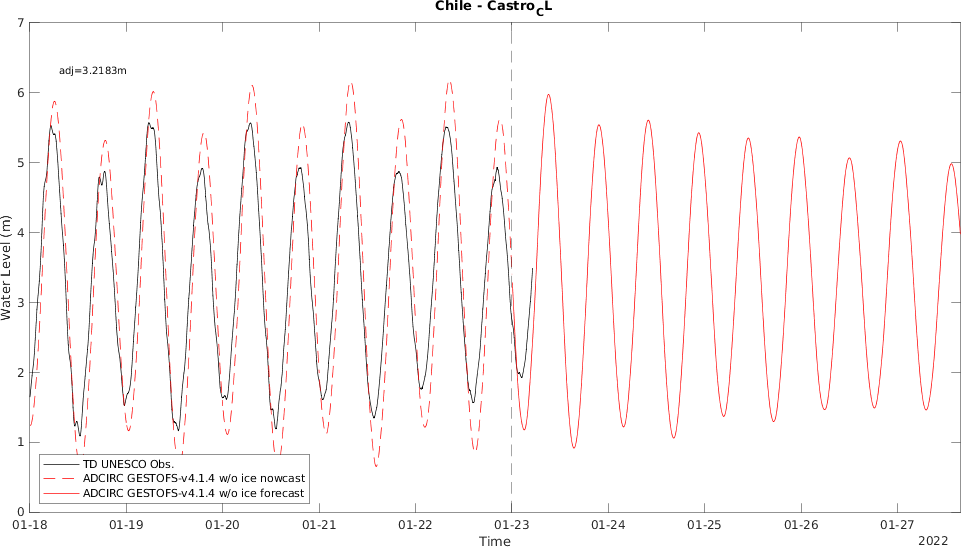 Chile - Castro_CL
7
adj=3.2183m
6
5
4
3
2
1
0
Water Level (m)
TD UNESCO Obs.
ADCIRC GESTOFS-v4.1.4 w/o ice nowcast
ADCIRC GESTOFS-v4.1.4 w/o ice forecast
01-18 01-19 01-20 01-21 01-22 01-23 01-24 01-25 01-26 01-27
Time
2022